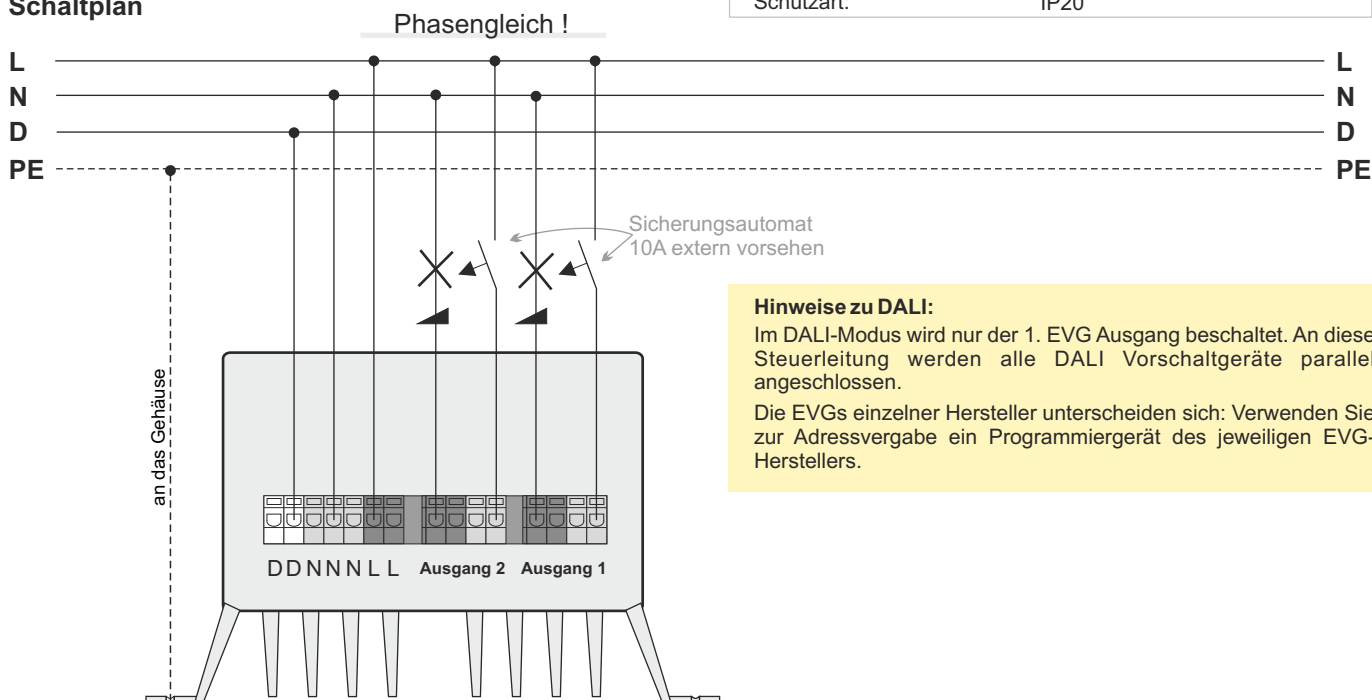 Schaltplan
Schutzart: IP20
Phasengleich !
L L
N N
D D
PE PE
Sicherungsautomat
10A extern vorsehen
Hinweise zu DALI:
Im DALI-Modus wird nur der 1. EVG Ausgang beschaltet. An diese
Steuerleitung werden alle DALI Vorschaltgeräte parallel
angeschlossen.
Die EVGs einzelner Hersteller unterscheiden sich: Verwenden Sie
zur Adressvergabe ein Programmiergerät des jeweiligen EVG-
Herstellers.
an das Gehäuse
D D N N N L L Ausgang 2 Ausgang 1